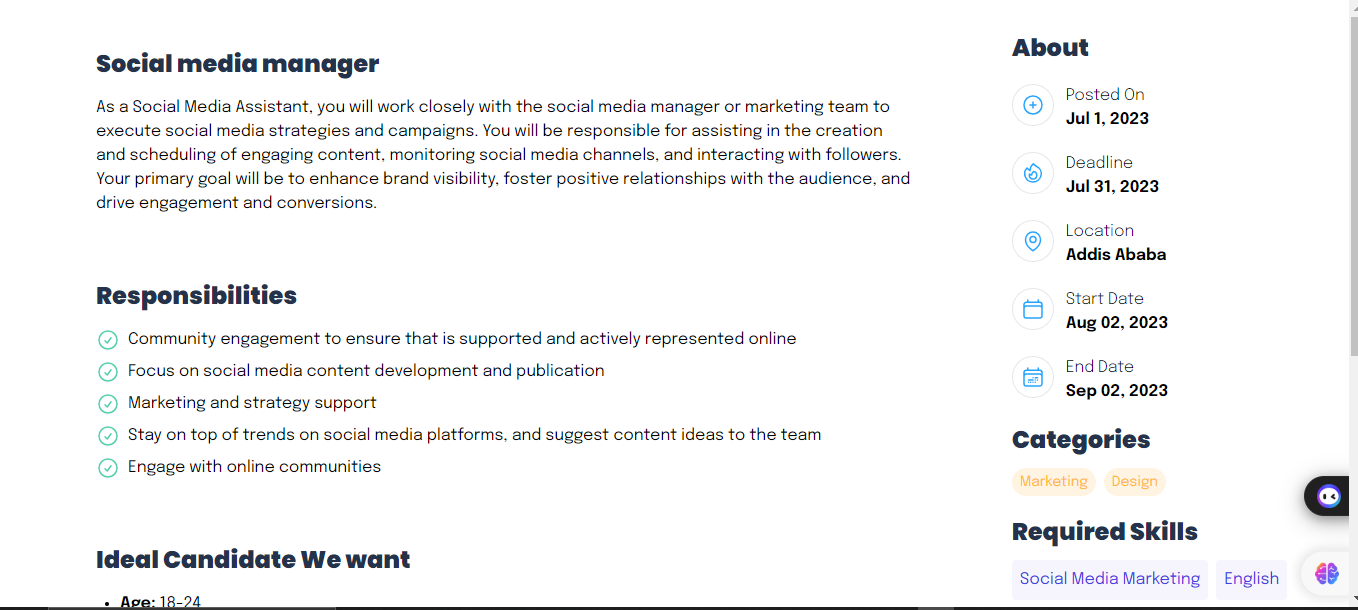 Social media manager
As a Social Media Assistant, you will work closely with the social media manager or marketing team to
execute social media strategies and campaigns. You will be responsible for assisting in the creation
and scheduling of engaging content, monitoring social media channels, and interacting with followers.
Your primary goal will be to enhance brand visibility, foster positive relationships with the audience, and
drive engagement and conversions.
Responsibilities
Community engagement to ensure that is supported and actively represented online
Focus on social media content development and publication
Marketing and strategy support
Stay on top of trends on social media platforms, and suggest content ideas to the team
Engage with online communities
Ideal Candidate We want
• Age: 18-24
About
Posted On
Jul 1, 2023
Deadline
Jul 31, 2023
Location
Addis Ababa
Start Date
Aug 02, 2023
End Date
Sep 02, 2023
Categories
Marketing Design
Required Skills
Social Media Marketing English